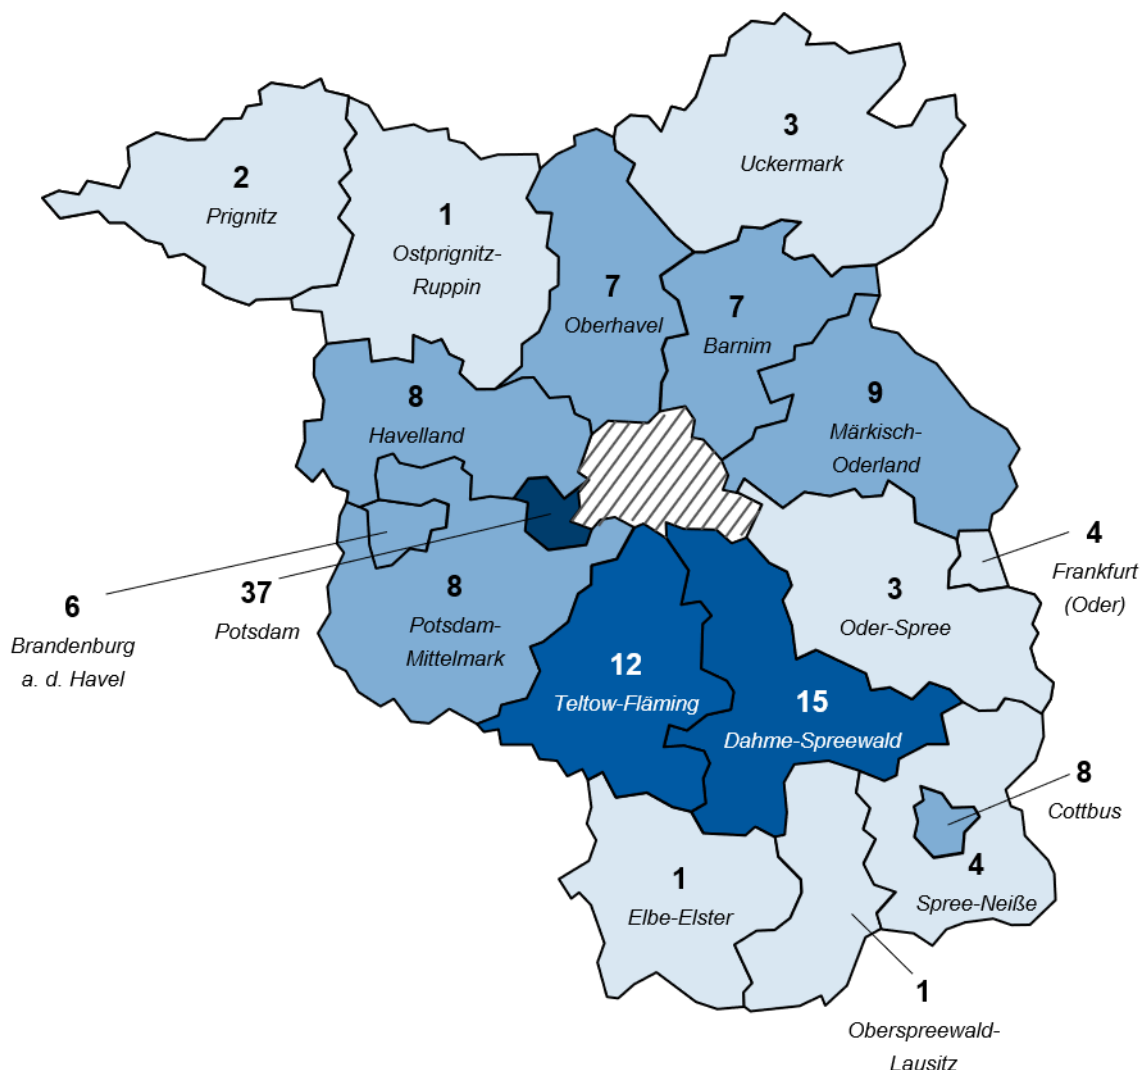 3
Uckermark
2
Prignitz
1
Ostprignitz-
Ruppin
7
Oberhavel
7
Barnim
8
Havelland
9
Märkisch-
Oderland
4
Frankfurt
(Oder)
6
Brandenburg
a. d. Havel
37
Potsdam
8
Potsdam-
Mittelmark
3
Oder-Spree
12
Teltow-Fläming
15
Dahme-Spreewald
8
Cottbus
4
Spree-Neiße
1
Elbe-Elster
1
Oberspreewald-
Lausitz